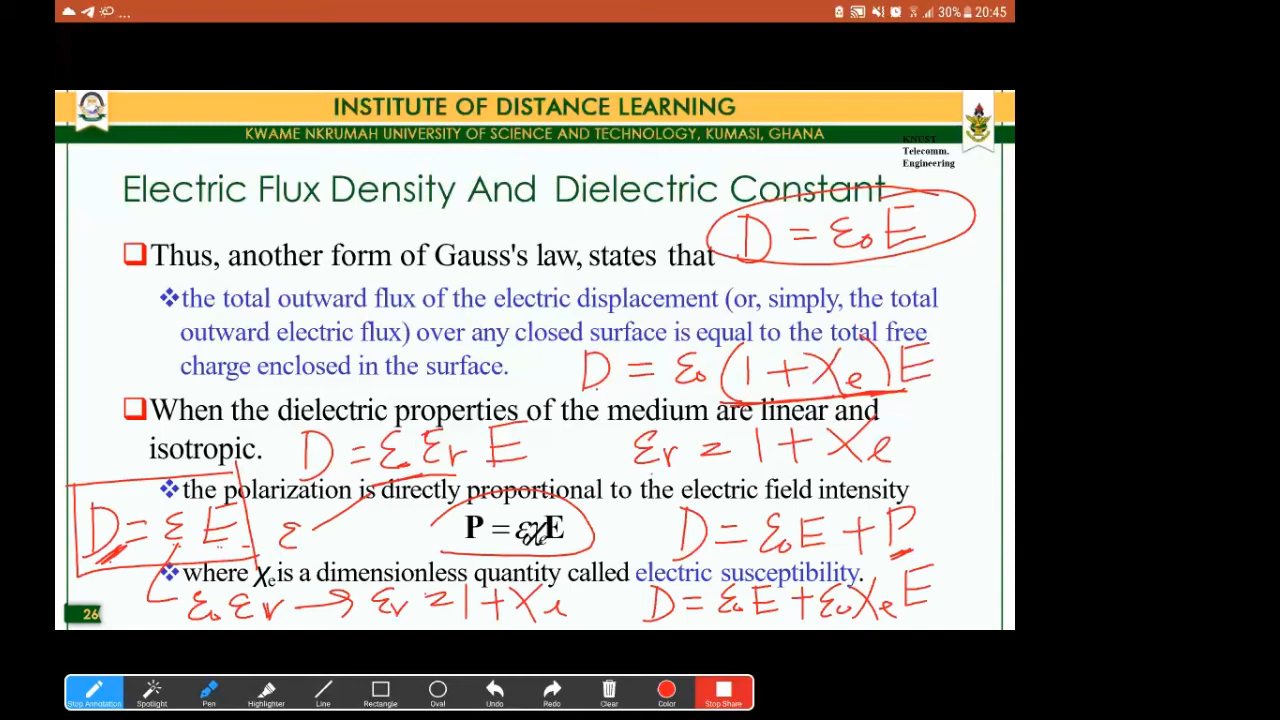 ... 30% 20:45
INSTITUTE OF DISTANCE LEARNING
KWAME NKRUMAH UNIVERSITY OF SCIENCE AND TECHNOLOGY, KUMASI, GHANA
KNUST
Telecomm.
Engineering
Electric Flux Density And Dielectric Constant
D = ε₀E
Thus, another form of Gauss's law, states that
the total outward flux of the electric displacement (or, simply, the total
outward electric flux) over any closed surface is equal to the total free
charge enclosed in the surface.
D = ε₀(1+χₑ)E
When the dielectric properties of the medium are linear and
isotropic.
D = ε₀ εr E
εr = 1 + χₑ
the polarization is directly proportional to the electric field intensity
D = ε E
ε
P = ε₀χₑE
D = ε₀E + P
where χₑ is a dimensionless quantity called electric susceptibility.
ε₀ εr → εr = 1 + χₑ
D = ε₀E + ε₀χₑE
26
Stop Annotation Spotlight Pen Highlighter Line Rectangle Oval Undo Redo Clear Color Stop Share